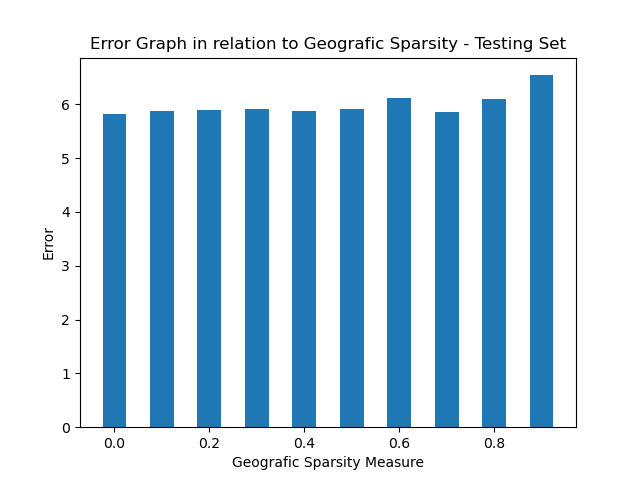 Error Graph in relation to Geografic Sparsity - Testing Set
Error
6
5
4
3
2
1
0
0.0 0.2 0.4 0.6 0.8
Geografic Sparsity Measure